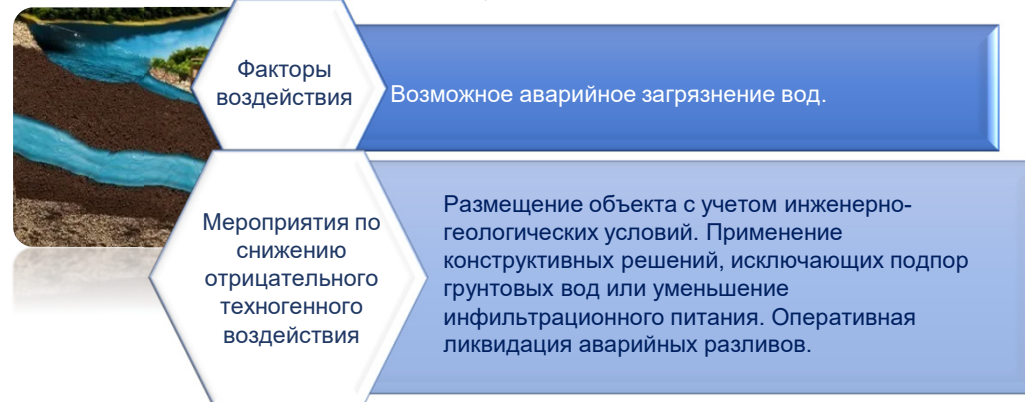 Факторы
воздействия
Возможное аварийное загрязнение вод.
Мероприятия по
снижению
отрицательного
техногенного
воздействия
Размещение объекта с учетом инженерно-
геологических условий. Применение
конструктивных решений, исключающих подпор
грунтовых вод или уменьшение
инфильтрационного питания. Оперативная
ликвидация аварийных разливов.